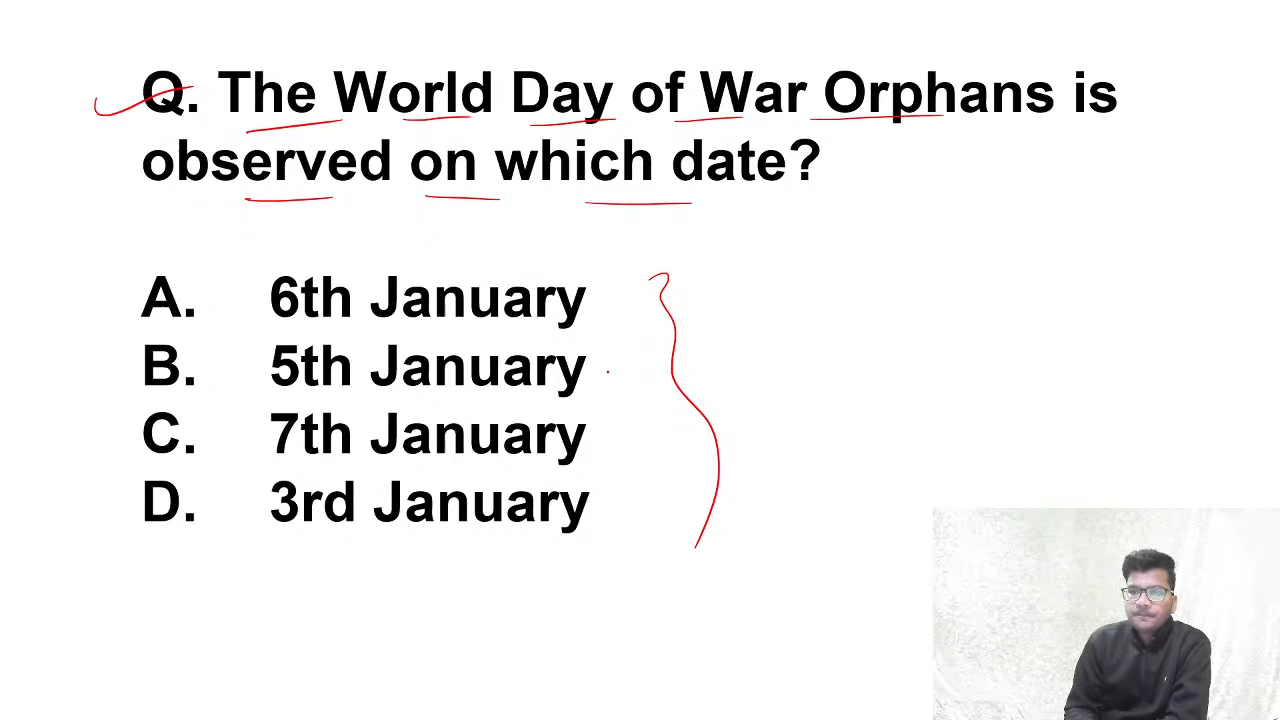 Q. The World Day of War Orphans is
observed on which date?
A. 6th January
B. 5th January
C. 7th January
D. 3rd January